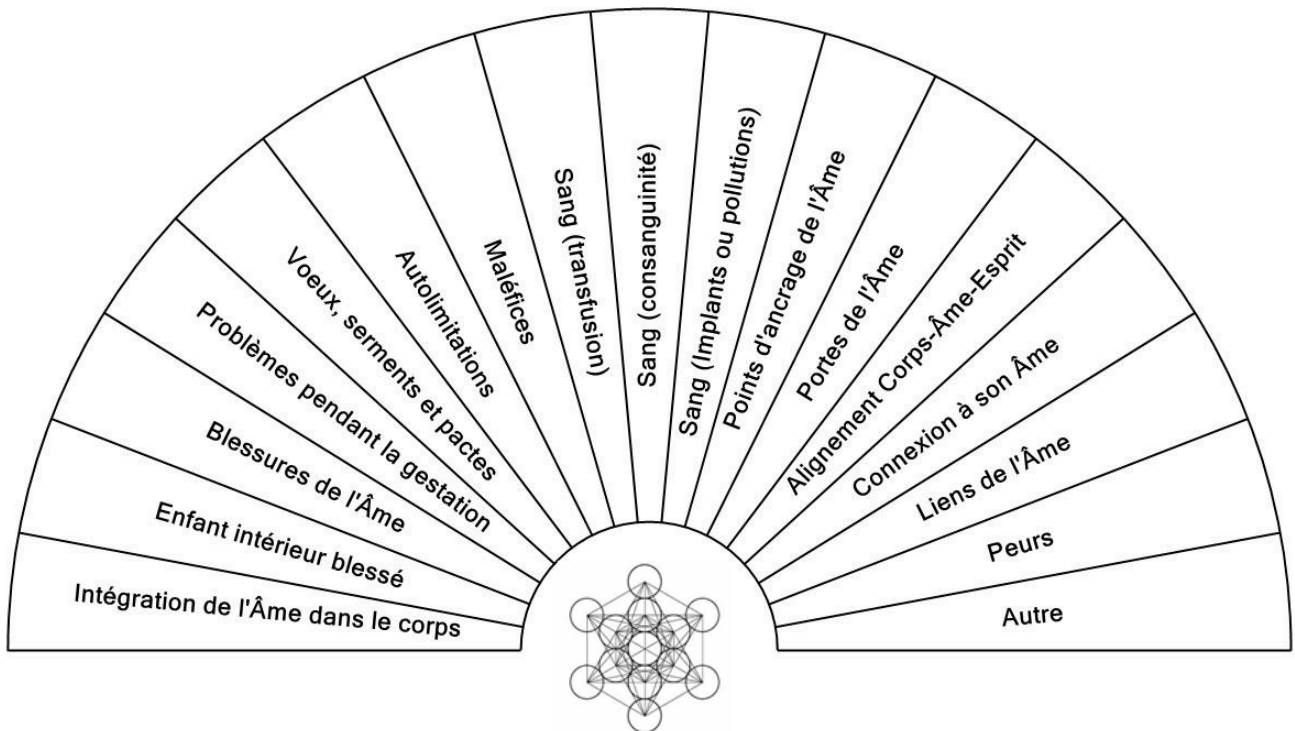 Intégration de l'Âme dans le corps
Enfant intérieur blessé
Blessures de l'Âme
Problèmes pendant la gestation
Voeux, serments et pactes
Autolimitations
Maléfices
Sang (transfusion)
Sang (consanguinité)
Sang (Implants ou pollutions)
Points d'ancrage de l'Âme
Portes de l'Âme
Alignement Corps-Âme-Esprit
Connexion à son Âme
Liens de l'Âme
Peurs
Autre